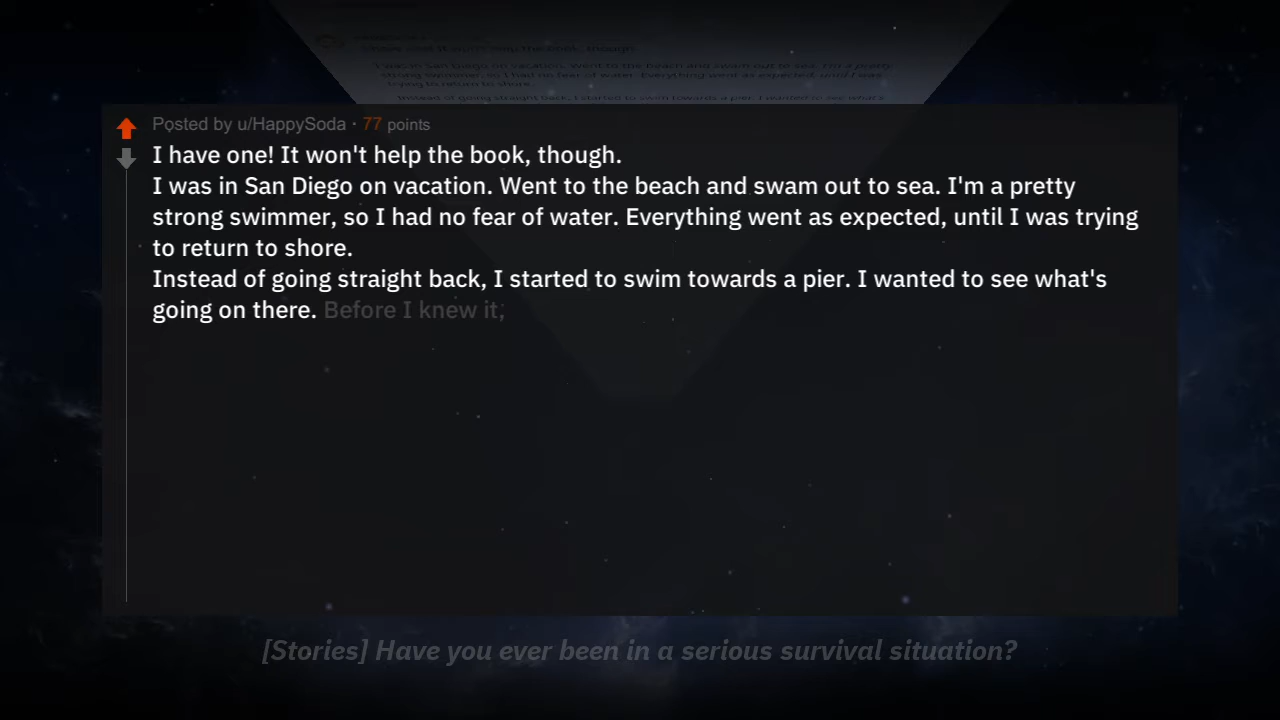 Posted by u/HappySoda · 77 points
I have one! It won't help the book, though.
I was in San Diego on vacation. Went to the beach and swam out to sea. I'm a pretty
strong swimmer, so I had no fear of water. Everything went as expected, until I was trying
to return to shore.
Instead of going straight back, I started to swim towards a pier. I wanted to see what's
going on there. Before I knew it,
[Stories] Have you ever been in a serious survival situation?